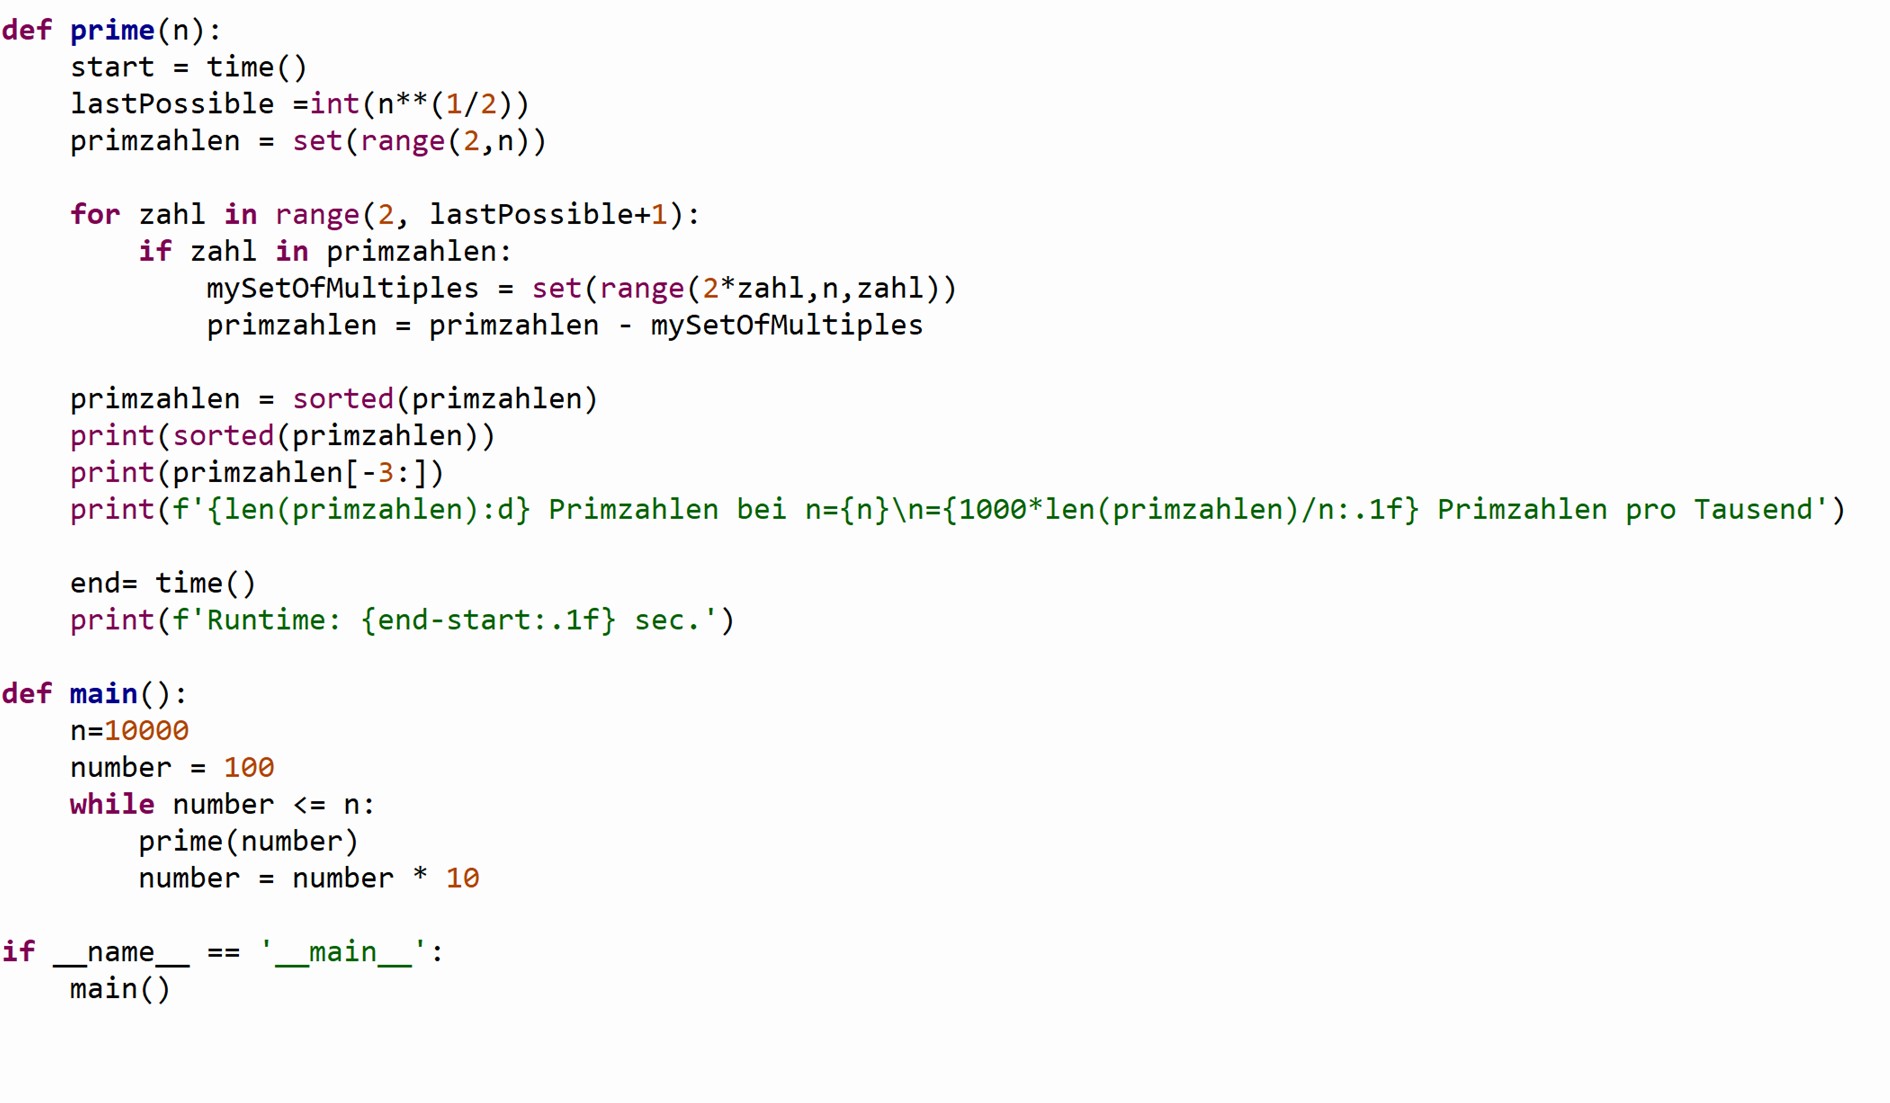 def prime(n):
    start = time()
    lastPossible =int(n**(1/2))
    primzahlen = set(range(2,n))

    for zahl in range(2, lastPossible+1):
        if zahl in primzahlen:
            mySetOfMultiples = set(range(2*zahl,n,zahl))
            primzahlen = primzahlen - mySetOfMultiples

    primzahlen = sorted(primzahlen)
    print(sorted(primzahlen))
    print(primzahlen[-3:])
    print(f'{len(primzahlen):d} Primzahlen bei n={n}\n={1000*len(primzahlen)/n:.1f} Primzahlen pro Tausend')

    end= time()
    print(f'Runtime: {end-start:.1f} sec.')

def main():
    n=10000
    number = 100
    while number <= n:
        prime(number)
        number = number * 10

if __name__ == '__main__':
    main()